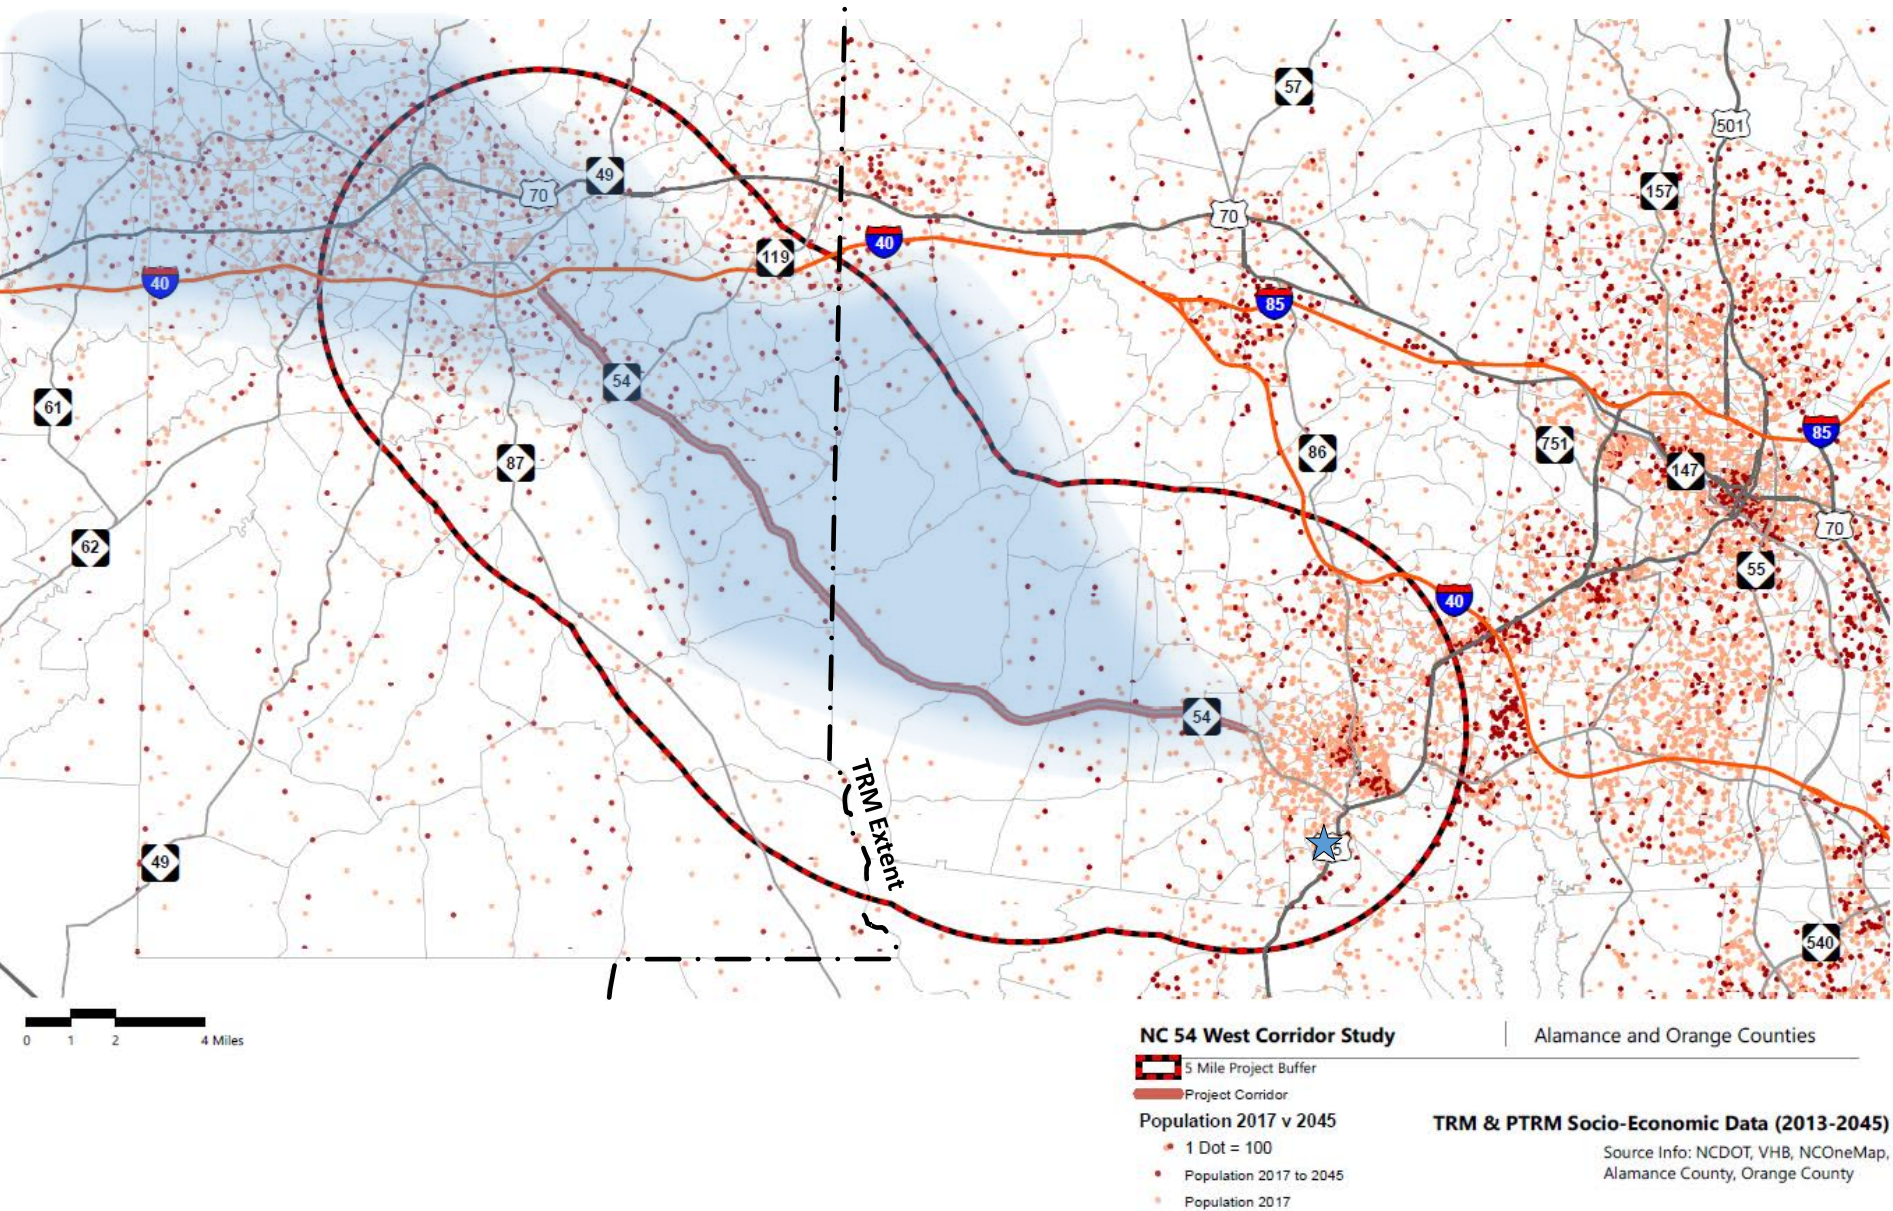 57
501
157
49
70
70
119
40
40
85
54
61
86
751
85
147
87
70
62
55
40
54
TRM Extent
5
49
540
0 1 2 4 Miles
NC 54 West Corridor Study | Alamance and Orange Counties
5 Mile Project Buffer
Project Corridor
Population 2017 v 2045
TRM & PTRM Socio-Economic Data (2013-2045)
1 Dot = 100
Source Info: NCDOT, VHB, NCOneMap,
Population 2017 to 2045
Alamance County, Orange County
Population 2017